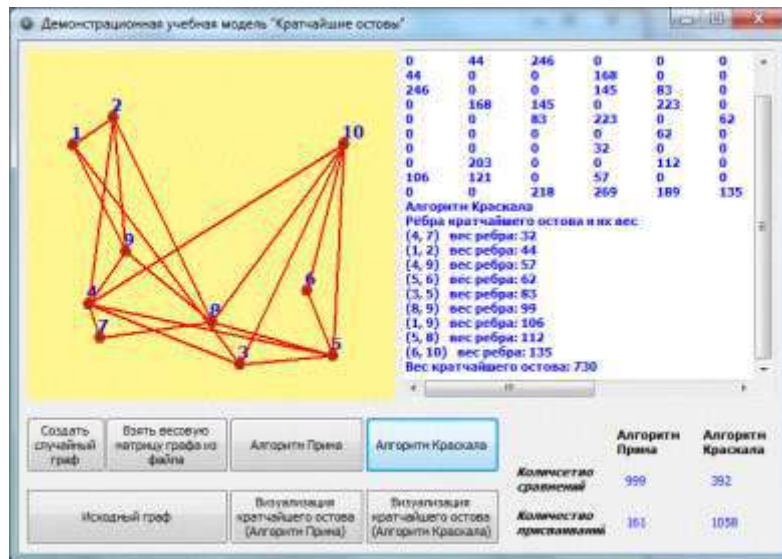 Демонстрационная учебная модель "Кратчайшие остовы"
0 44 246 0 0 0
44 0 0 168 0 0
246 0 0 145 83 0
0 168 145 0 223 0
0 0 83 223 0 62
0 0 0 0 62 0
0 0 0 32 0 0
0 203 0 0 112 0
106 121 0 57 0 0
0 0 218 269 189 135
Алгоритм Краскала
Рёбра кратчайшего остова и их вес
(4, 7) вес ребра: 32
(1, 2) вес ребра: 44
(4, 9) вес ребра: 57
(5, 6) вес ребра: 62
(3, 5) вес ребра: 83
(8, 9) вес ребра: 99
(1, 9) вес ребра: 106
(5, 8) вес ребра: 112
(6, 10) вес ребра: 135
Вес кратчайшего остова: 730
2
1
10
9
6
4
8
7
3
5
Создать случайный граф
Взять весовую матрицу графа из файла
Алгоритм Прима
Алгоритм Краскала
Исходный граф
Визуализация кратчайшего остова (Алгоритм Прима)
Визуализация кратчайшего остова (Алгоритм Краскала)
Алгоритм Прима
Алгоритм Краскала
Количсетво сравнений
999
392
Количество присваиваний
161
1058